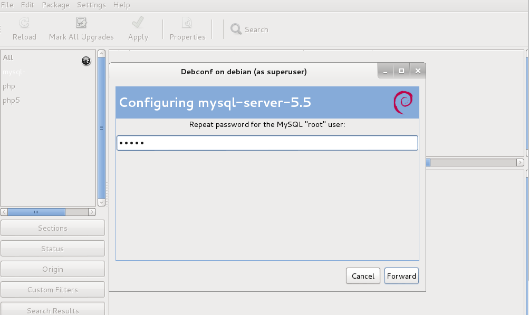 File Edit Package Settings Help
Reload Mark All Upgrades Apply Properties Search
All
php
php5
Sections
Status
Origin
Custom Filters
Search Results
Debconf on debian (as superuser)
Configuring mysql-server-5.5
Repeat password for the MySQL "root" user:
•••••
Cancel Forward